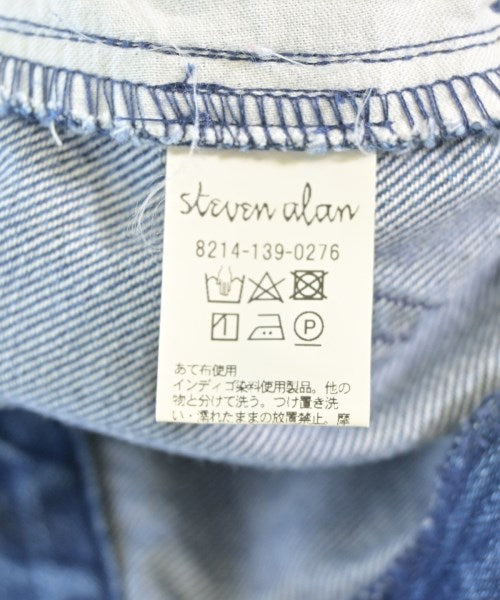 steven alan
8214-139-0276
P
あて布使用
インディゴ染料使用製品。他の
物と分けて洗う。つけ置き洗
い・濡れたままの放置禁止。摩